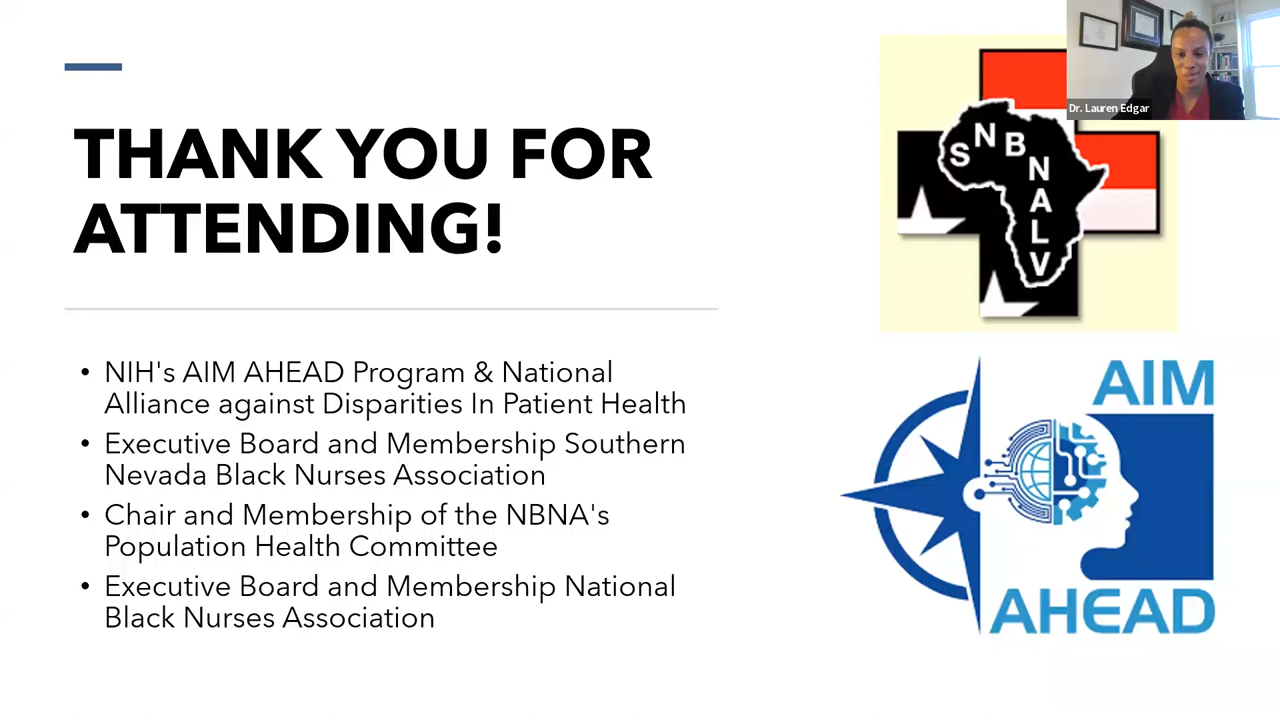 THANK YOU FOR
ATTENDING!
• NIH's AIM AHEAD Program & National
Alliance against Disparities In Patient Health
• Executive Board and Membership Southern
Nevada Black Nurses Association
• Chair and Membership of the NBNA's
Population Health Committee
• Executive Board and Membership National
Black Nurses Association
SNBNALV
Dr. Lauren Edgar
AIM
AHEAD